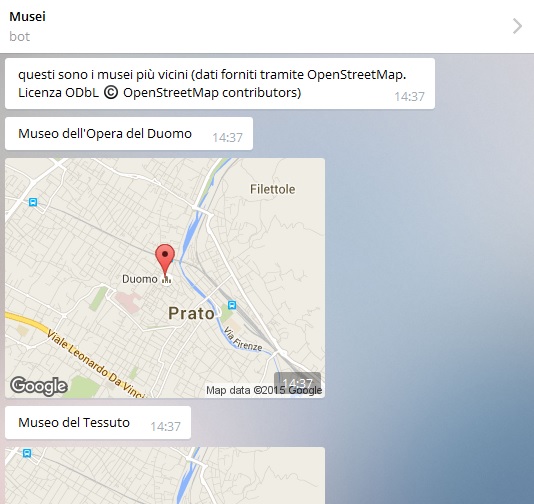 Musei
bot
questi sono i musei più vicini (dati forniti tramite OpenStreetMap.
Licenza ODbL © OpenStreetMap contributors)
14:37
Museo dell'Opera del Duomo
14:37
Filettole
Duomo
Prato
Via Firenze
Viale Leonardo Da Vinci
Google
Map data ©2015 Google
14:37
Museo del Tessuto
14:37